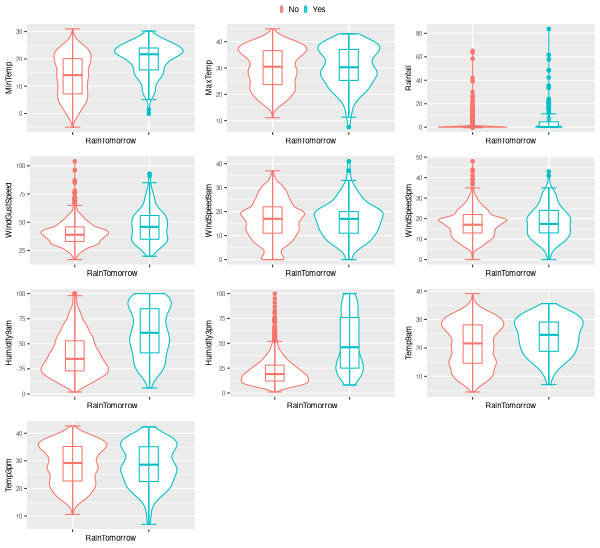 No Yes
MinTemp
30
20
10
0
RainTomorrow
MaxTemp
40
30
20
10
RainTomorrow
Rainfall
80
60
40
20
0
RainTomorrow
WindGustSpeed
100
75
50
25
RainTomorrow
WindSpeed9am
40
30
20
10
0
RainTomorrow
WindSpeed3pm
50
40
30
20
10
0
RainTomorrow
Humidity9am
100
75
50
25
0
RainTomorrow
Humidity3pm
100
75
50
25
0
RainTomorrow
Temp9am
40
30
20
10
RainTomorrow
Temp3pm
40
30
20
10
RainTomorrow